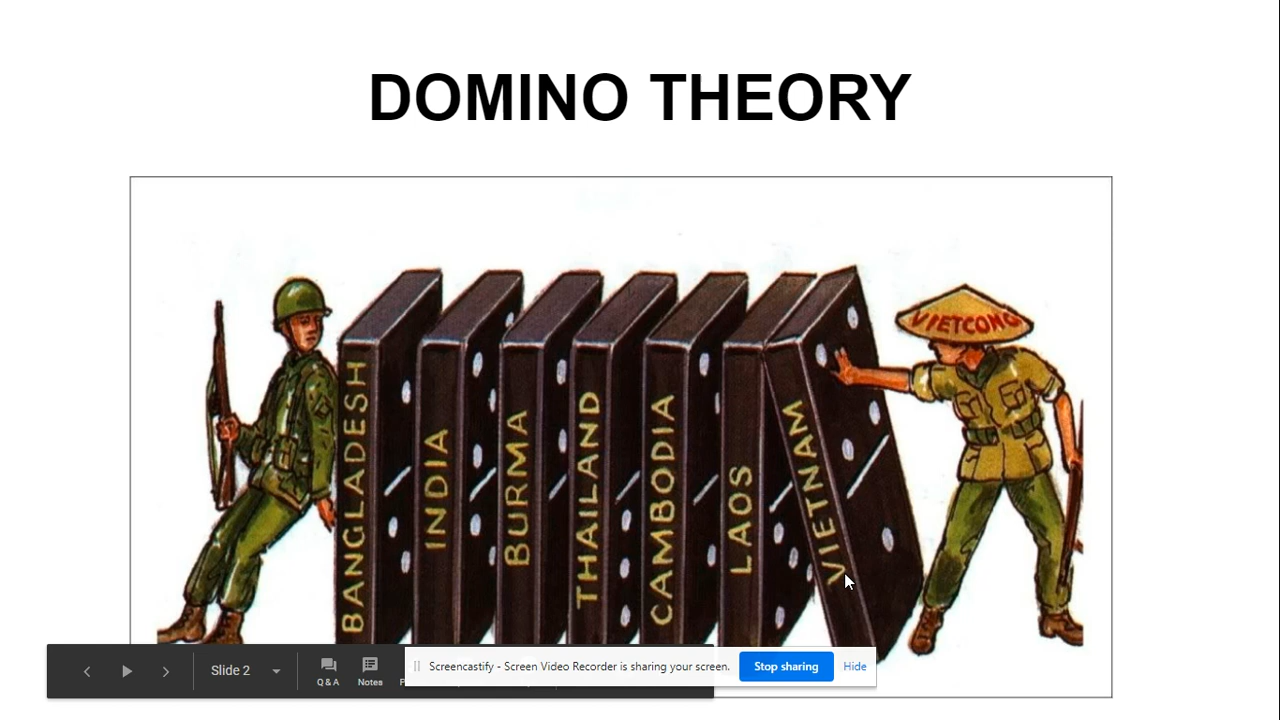 DOMINO THEORY
VIETCONG
BANGLADESH
INDIA
BURMA
THAILAND
CAMBODIA
LAOS
VIETNAM
Slide 2
Q & A
Notes
Screencastify - Screen Video Recorder is sharing your screen.
Stop sharing
Hide